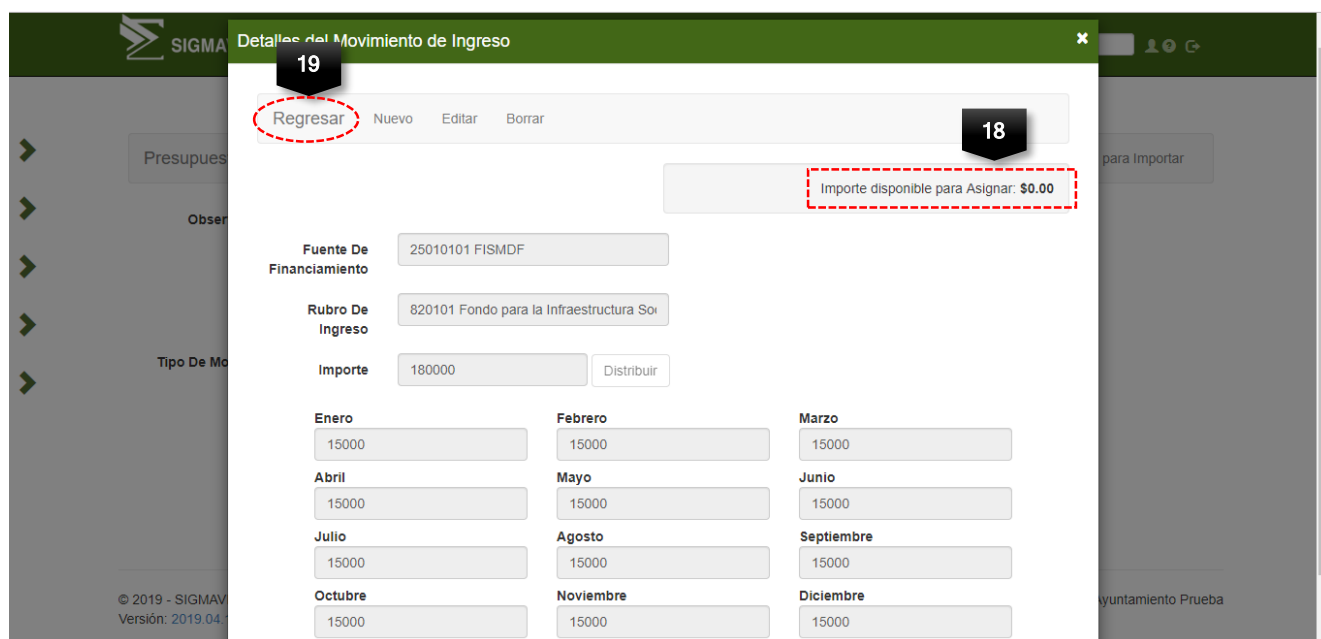 SIGMAV
Detalles del Movimiento de Ingreso
19
Regresar Nuevo Editar Borrar
18
Presupues
para Importar
Importe disponible para Asignar: $0.00
Obser
Fuente De Financiamiento
25010101 FISMDF
Rubro De Ingreso
820101 Fondo para la Infraestructura So
Tipo De Mo
Importe 180000 Distribuir
Enero Febrero Marzo
15000 15000 15000
Abril Mayo Junio
15000 15000 15000
Julio Agosto Septiembre
15000 15000 15000
Octubre Noviembre Diciembre
15000 15000 15000
© 2019 - SIGMAV
Ayuntamiento Prueba
Versión: 2019.04.